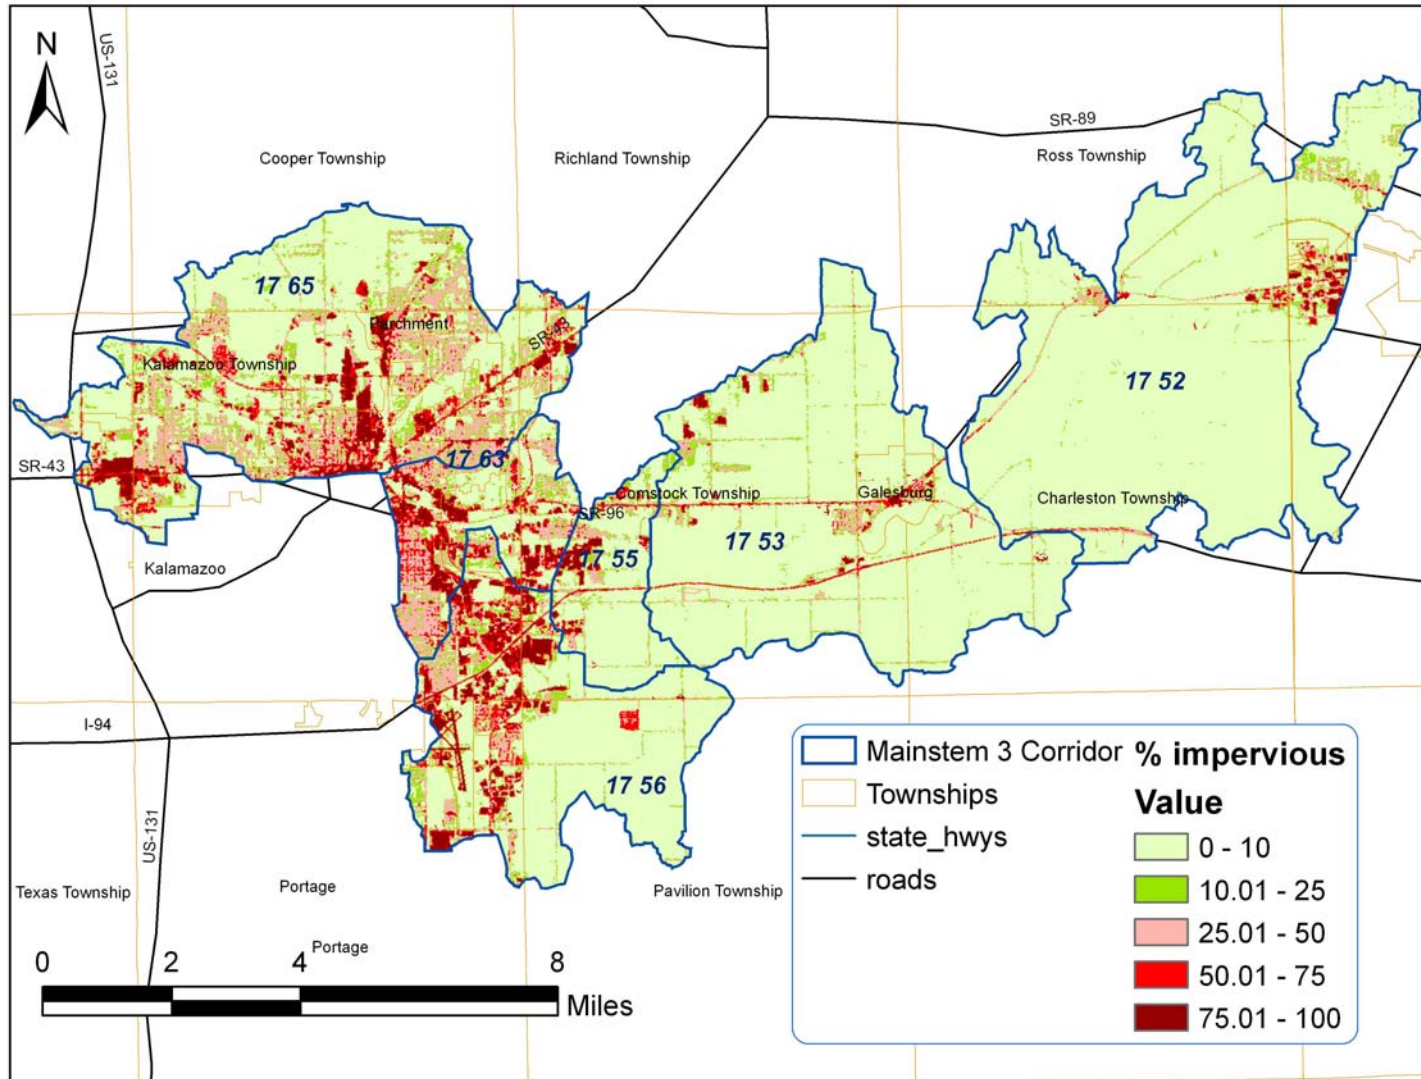 N
US-131
SR-89
Cooper Township
Richland Township
Ross Township
17 65
Parchment
SR-43
Kalamazoo Township
17 52
SR-43
17 63
Comstock Township
Galesburg
Charleston Township
SR-96
17 55
17 53
Kalamazoo
I-94
17 56
US-131
Texas Township
Portage
Pavilion Township
Portage
0 2 4 8
Miles
Mainstem 3 Corridor
Townships
state_hwys
roads
% impervious
Value
0 - 10
10.01 - 25
25.01 - 50
50.01 - 75
75.01 - 100